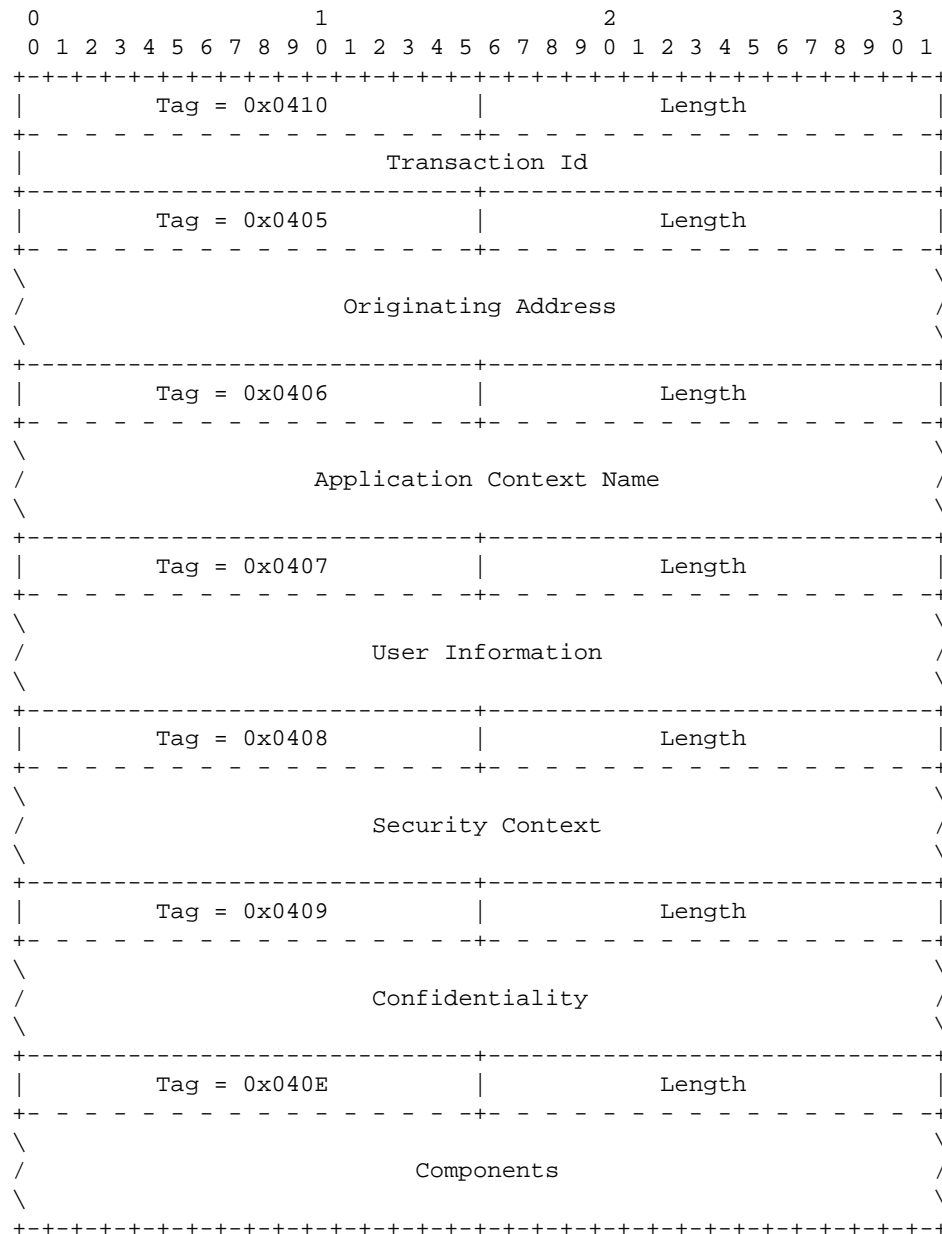 0                   1                   2                   3
 0 1 2 3 4 5 6 7 8 9 0 1 2 3 4 5 6 7 8 9 0 1 2 3 4 5 6 7 8 9 0 1
+-+-+-+-+-+-+-+-+-+-+-+-+-+-+-+-+-+-+-+-+-+-+-+-+-+-+-+-+-+-+-+-+
|         Tag = 0x0410          |            Length             |
+- - - - - - - - - - - - - - - -+- - - - - - - - - - - - - - - -+
|                         Transaction Id                        |
+-------------------------------+-------------------------------+
|         Tag = 0x0405          |            Length             |
+- - - - - - - - - - - - - - - -+- - - - - - - - - - - - - - - -+
\                                                               \
/                      Originating Address                      /
\                                                               \
+-------------------------------+-------------------------------+
|         Tag = 0x0406          |            Length             |
+- - - - - - - - - - - - - - - -+- - - - - - - - - - - - - - - -+
\                                                               \
/                    Application Context Name                   /
\                                                               \
+-------------------------------+-------------------------------+
|         Tag = 0x0407          |            Length             |
+- - - - - - - - - - - - - - - -+- - - - - - - - - - - - - - - -+
\                                                               \
/                        User Information                       /
\                                                               \
+-------------------------------+-------------------------------+
|         Tag = 0x0408          |            Length             |
+- - - - - - - - - - - - - - - -+- - - - - - - - - - - - - - - -+
\                                                               \
/                        Security Context                       /
\                                                               \
+-------------------------------+-------------------------------+
|         Tag = 0x0409          |            Length             |
+- - - - - - - - - - - - - - - -+- - - - - - - - - - - - - - - -+
\                                                               \
/                        Confidentiality                        /
\                                                               \
+-------------------------------+-------------------------------+
|         Tag = 0x040E          |            Length             |
+- - - - - - - - - - - - - - - -+- - - - - - - - - - - - - - - -+
\                                                               \
/                           Components                          /
\                                                               \
+-+-+-+-+-+-+-+-+-+-+-+-+-+-+-+-+-+-+-+-+-+-+-+-+-+-+-+-+-+-+-+-+